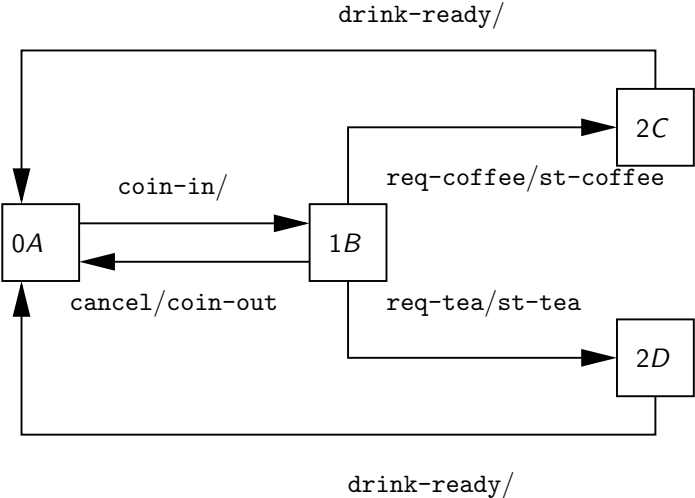 drink-ready/
2C
coin-in/
req-coffee/st-coffee
0A
1B
cancel/coin-out
req-tea/st-tea
2D
drink-ready/